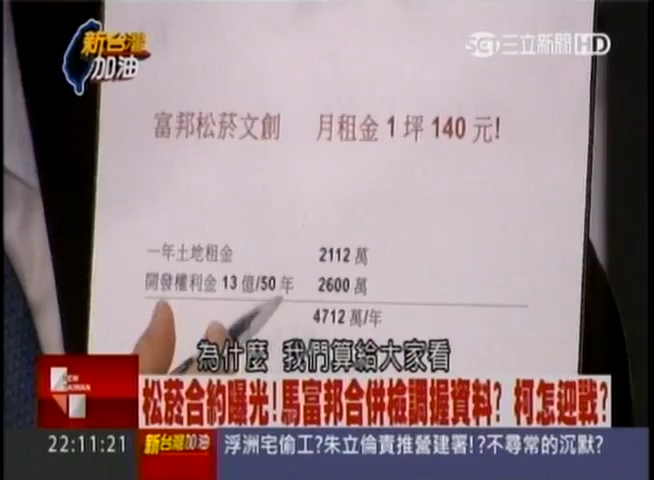 新台灣
加油
SET 三立新聞 HD
富邦松菸文創 月租金 1 坪 140 元!
一年土地租金 2112 萬
開發權利金 13 億/50 年 2600 萬
4712 萬/年
為什麼 我們算給大家看
NEW
TAIWAN
松菸合約曝光!馬富邦合併檢調握資料? 柯怎迎戰?
22:11:21 新台灣加油 浮洲宅偷工?朱立倫責推營建署!?不尋常的沉默?